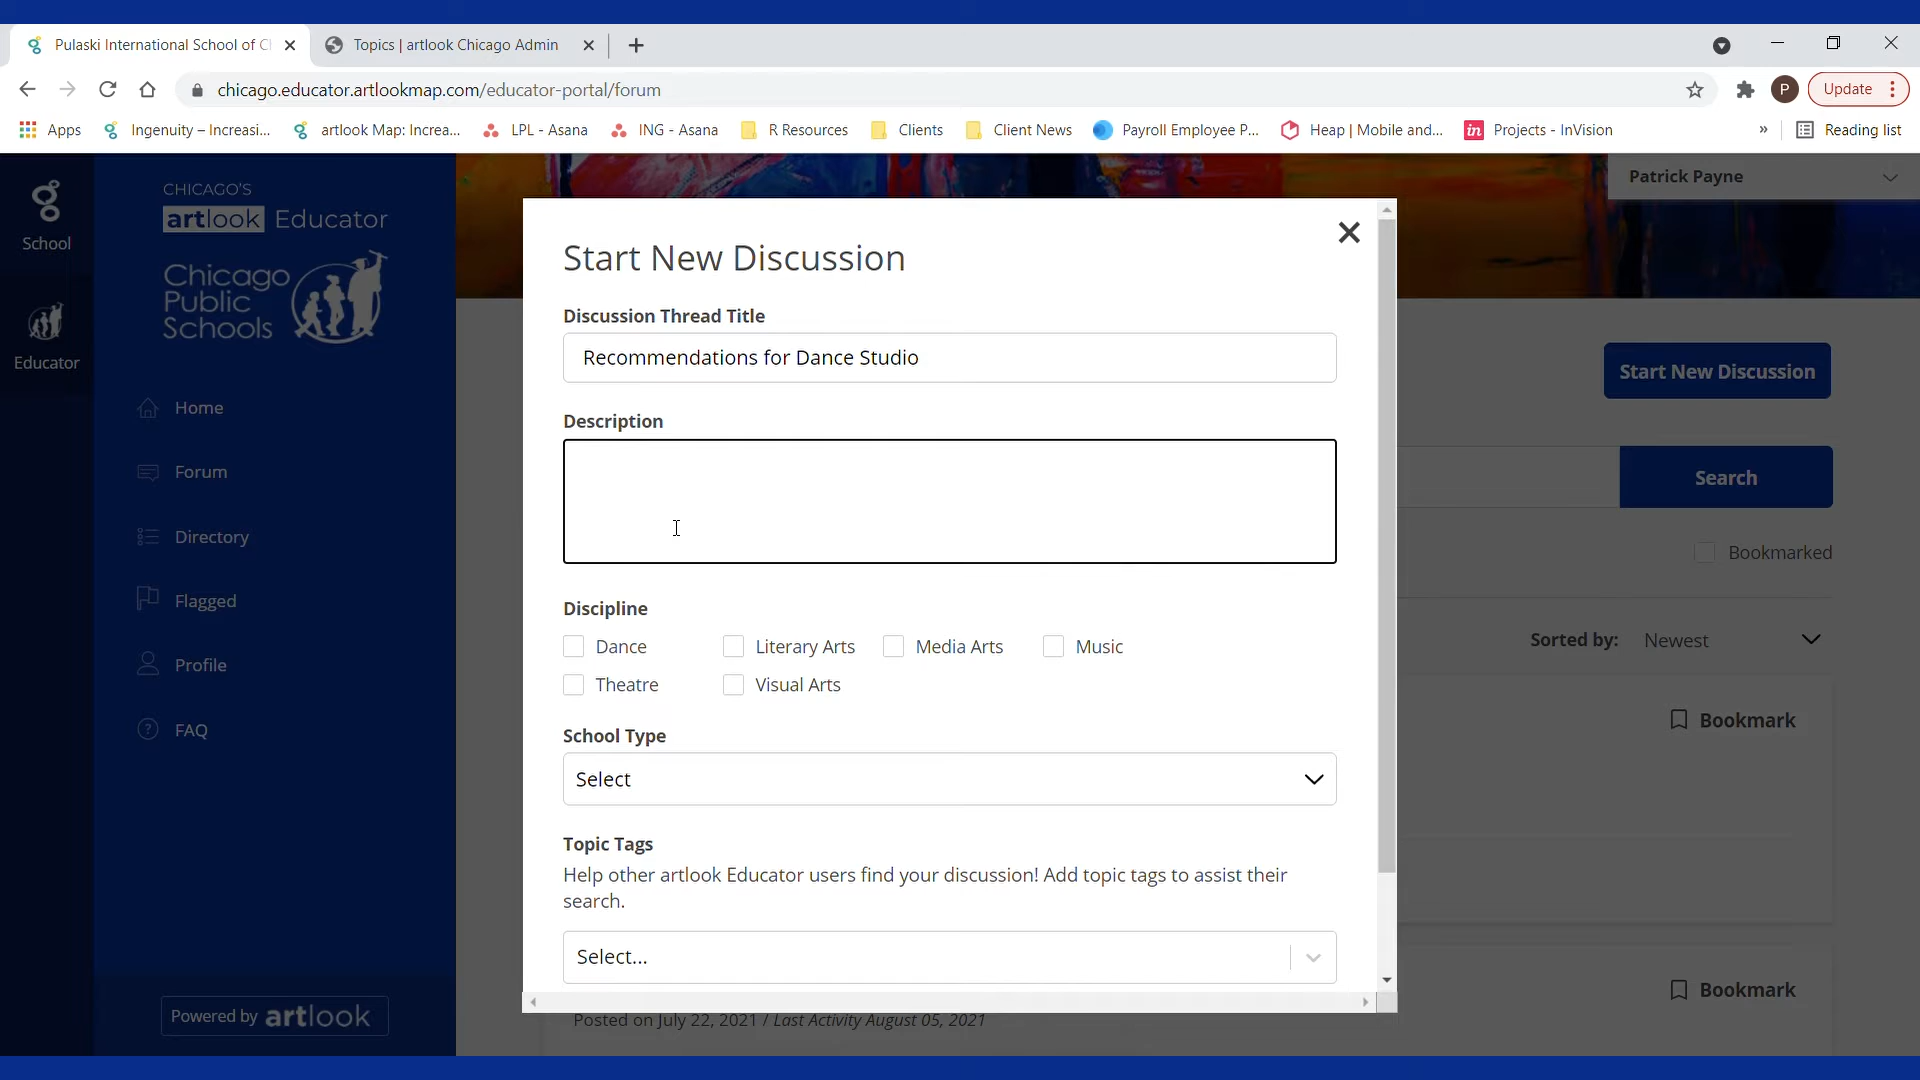 Pulaski International School of Cl
Topics | artlook Chicago Admin
chicago.educator.artlookmap.com/educator-portal/forum
P
Update
Apps
Ingenuity – Increasi...
artlook Map: Increa...
LPL - Asana
ING - Asana
R Resources
Clients
Client News
Payroll Employee P...
Heap | Mobile and...
in
Projects - InVision
»
Reading list
School
Educator
CHICAGO'S
artlook Educator
Chicago
Public
Schools
Home
Forum
Directory
Flagged
Profile
FAQ
Powered by artlook
Patrick Payne
Start New Discussion
Search
Bookmarked
Sorted by: Newest
Bookmark
Bookmark
Start New Discussion
Discussion Thread Title
Recommendations for Dance Studio
Description
Discipline
Dance
Literary Arts
Media Arts
Music
Theatre
Visual Arts
School Type
Select
Topic Tags
Help other artlook Educator users find your discussion! Add topic tags to assist their
search.
Select...
Posted on July 22, 2021 / Last Activity August 05, 2021